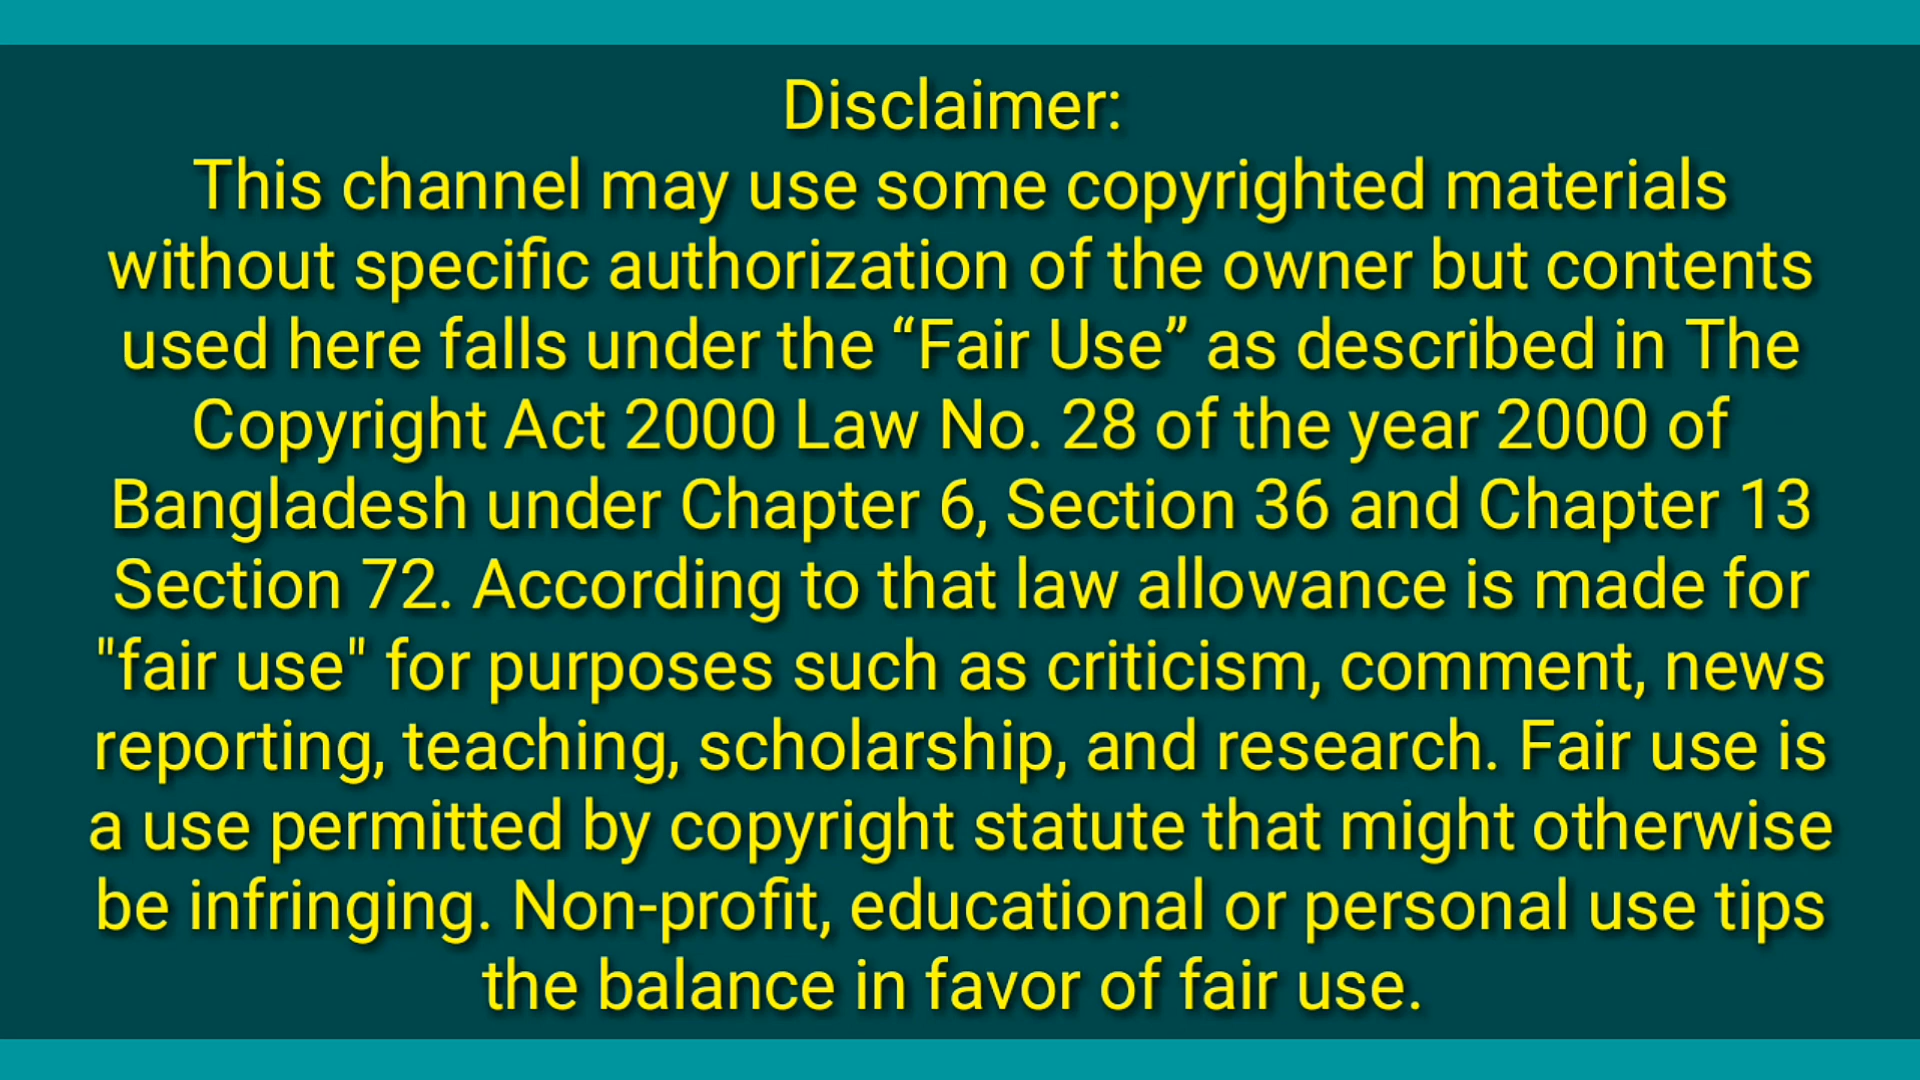 Disclaimer:
This channel may use some copyrighted materials
without specific authorization of the owner but contents
used here falls under the “Fair Use” as described in The
Copyright Act 2000 Law No. 28 of the year 2000 of
Bangladesh under Chapter 6, Section 36 and Chapter 13
Section 72. According to that law allowance is made for
"fair use" for purposes such as criticism, comment, news
reporting, teaching, scholarship, and research. Fair use is
a use permitted by copyright statute that might otherwise
be infringing. Non-profit, educational or personal use tips
the balance in favor of fair use.